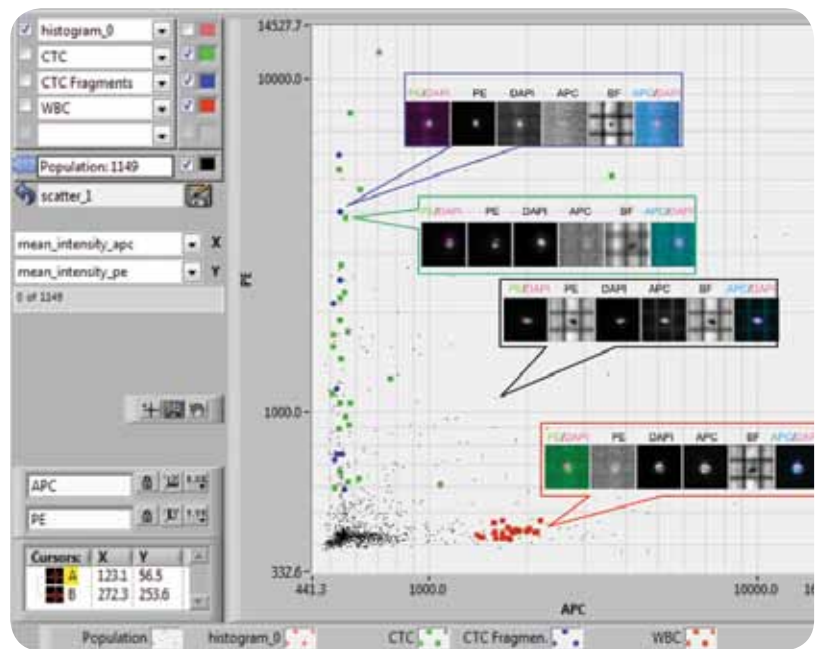 histogram_0
CTC
CTC Fragments
WBC
Population: 1149
scatter_1
mean_intensity_apc X
mean_intensity_pe Y
0 of 1149
APC
PE
Cursors: X Y
A 123.1 56.5
B 272.3 253.6
14527.7
10000.0
PE
1000.0
332.6
441.3 1000.0 10000.0
APC
PE/DAPI PE DAPI APC BF APC/DAPI
PE/DAPI PE DAPI APC BF APC/DAPI
PE/DAPI PE DAPI APC BF APC/DAPI
PE/DAPI PE DAPI APC BF APC/DAPI
Population histogram_0 CTC CTC Fragmen. WBC